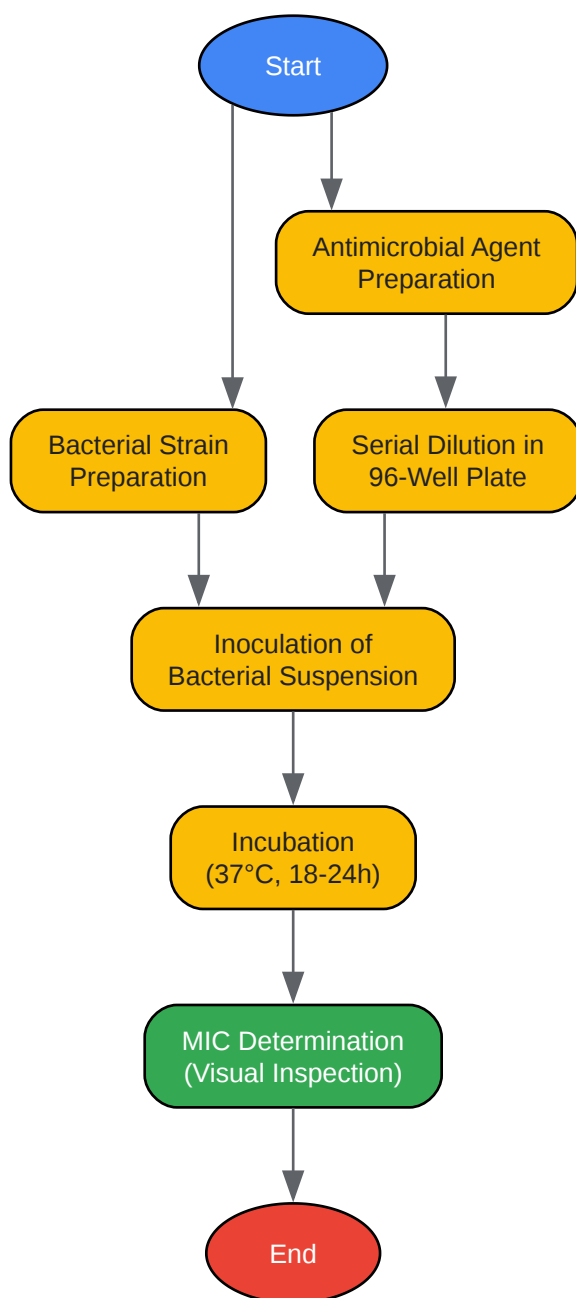 Start
Antimicrobial Agent
Preparation
Bacterial Strain
Preparation
Serial Dilution in
96-Well Plate
Inoculation of
Bacterial Suspension
Incubation
(37°C, 18-24h)
MIC Determination
(Visual Inspection)
End